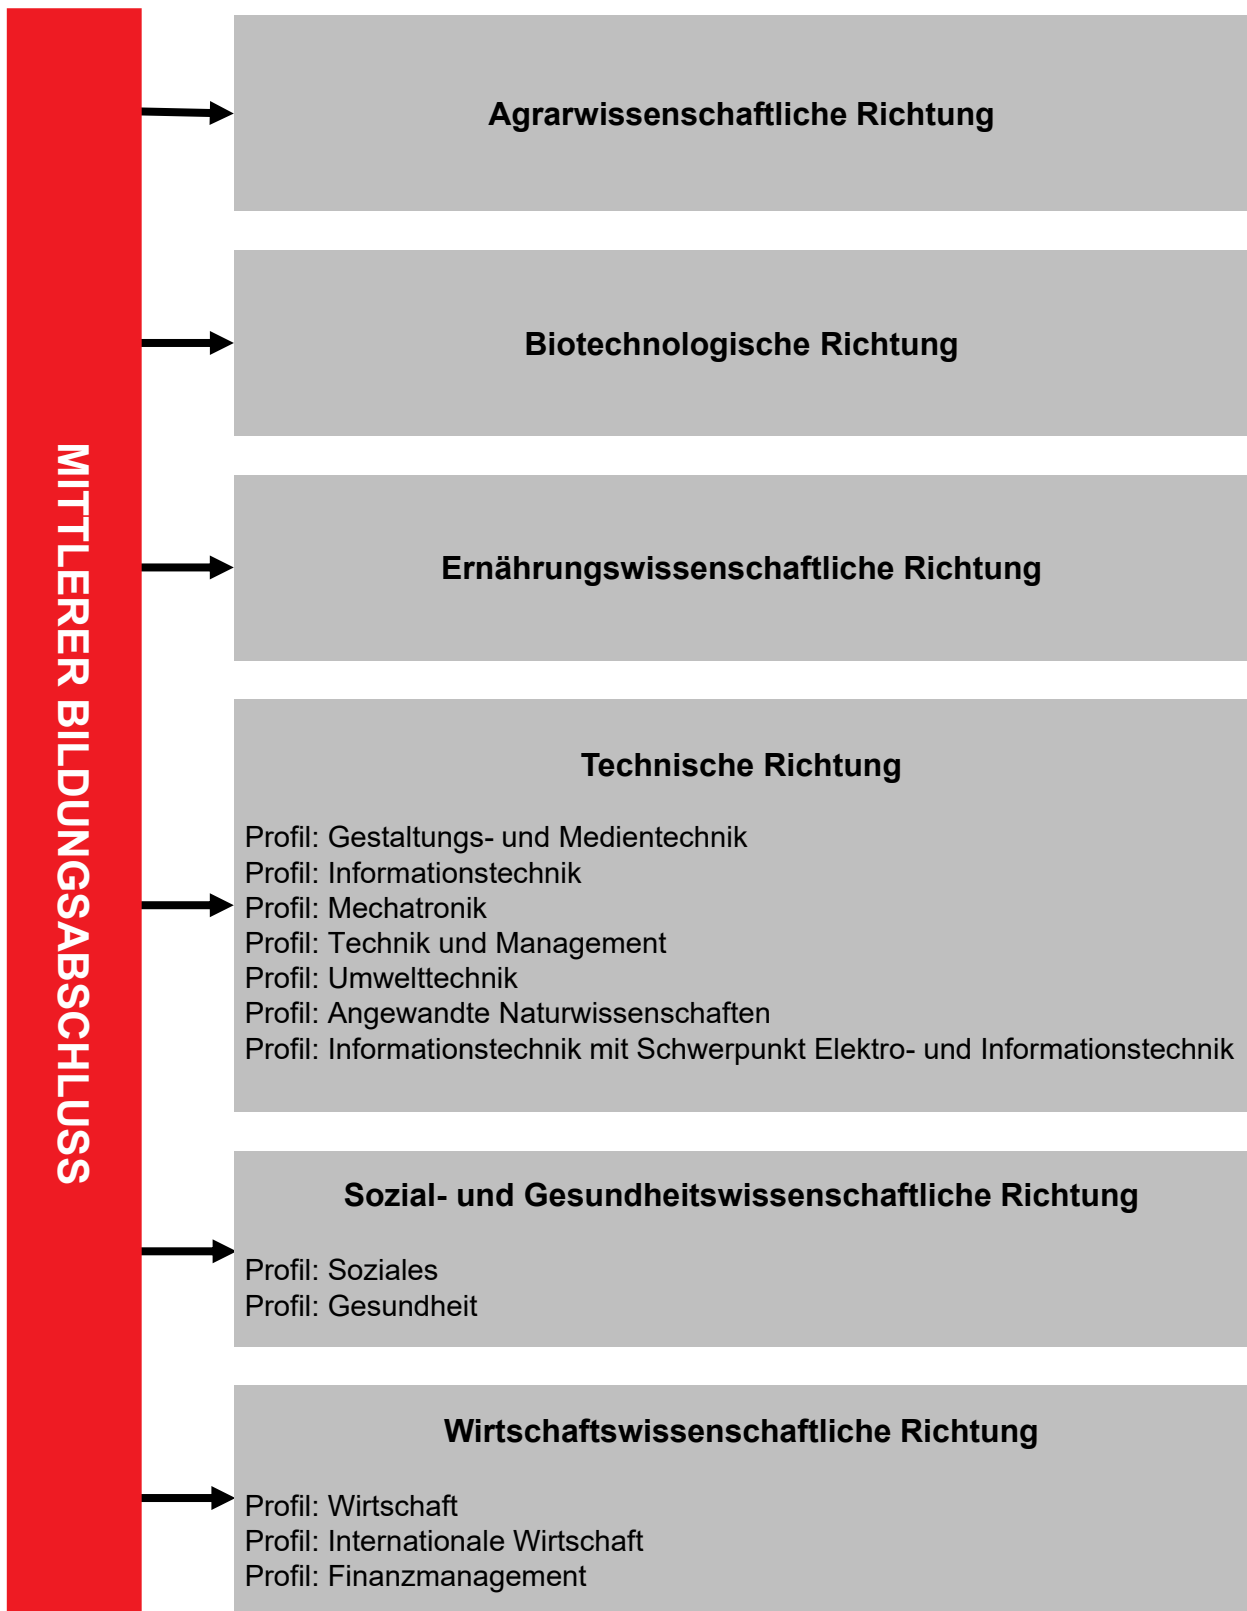 MITTLERER BILDUNGSABSCHLUSS
Agrarwissenschaftliche Richtung
Biotechnologische Richtung
Ernährungswissenschaftliche Richtung
Technische Richtung
Profil: Gestaltungs- und Medientechnik
Profil: Informationstechnik
Profil: Mechatronik
Profil: Technik und Management
Profil: Umwelttechnik
Profil: Angewandte Naturwissenschaften
Profil: Informationstechnik mit Schwerpunkt Elektro- und Informationstechnik
Sozial- und Gesundheitswissenschaftliche Richtung
Profil: Soziales
Profil: Gesundheit
Wirtschaftswissenschaftliche Richtung
Profil: Wirtschaft
Profil: Internationale Wirtschaft
Profil: Finanzmanagement